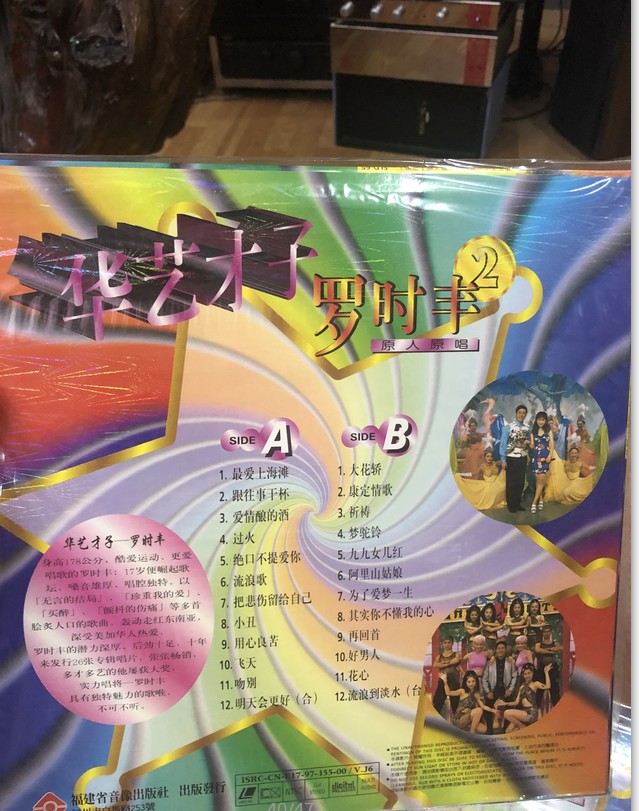 华艺才子
罗时丰2
原人原唱
SIDE A
1. 最爱上海滩
2. 跟往事干杯
3. 爱情酿的酒
4. 过火
5. 绝口不提爱你
6. 流浪歌
7. 把悲伤留给自己
8. 小丑
9. 用心良苦
10. 飞天
11. 吻别
12. 明天会更好(合)
SIDE B
1. 大花轿
2. 康定情歌
3. 祈祷
4. 梦驼铃
5. 九九女儿红
6. 阿里山姑娘
7. 为了爱梦一生
8. 其实你不懂我的心
9. 再回首
10. 好男人
11. 花心
12. 流浪到淡水(台)
华艺才子—罗时丰
身高178公分、酷爱运动、更爱
唱歌的罗时丰:17岁便崛起歌
坛,嗓音雄厚、唱腔独特,以
「无言的结局」、「珍重我的爱」、
「买醉」、「颤抖的伤痛」等多首
脍炙人口的歌曲,轰动走红东南亚,
深受美加华人热爱。
罗时丰的潜力深厚,后劲十足,十年
来发行26张专辑唱片,张张畅销,
多才多艺的他屡获大奖,
实力唱将—罗时丰
具有独特魅力的歌喉,
不可不听。
福建省音像出版社 出版发行
ISRC-CN-E17-97-355-00/V.J6
NTSC
digital